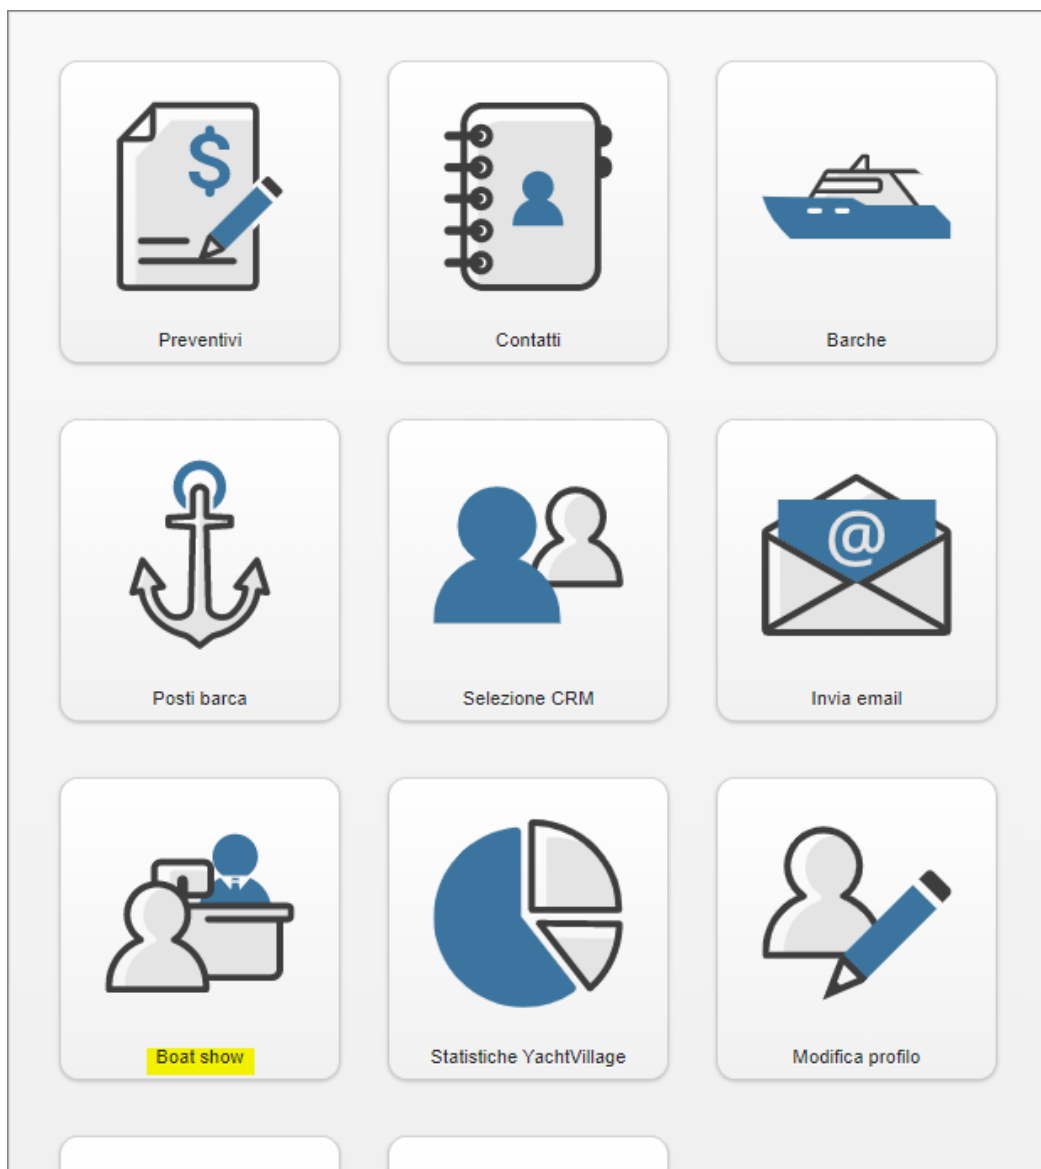 $
Preventivi
Contatti
Barche
@
Posti barca
Selezione CRM
Invia email
Boat show
Statistiche YachtVillage
Modifica profilo